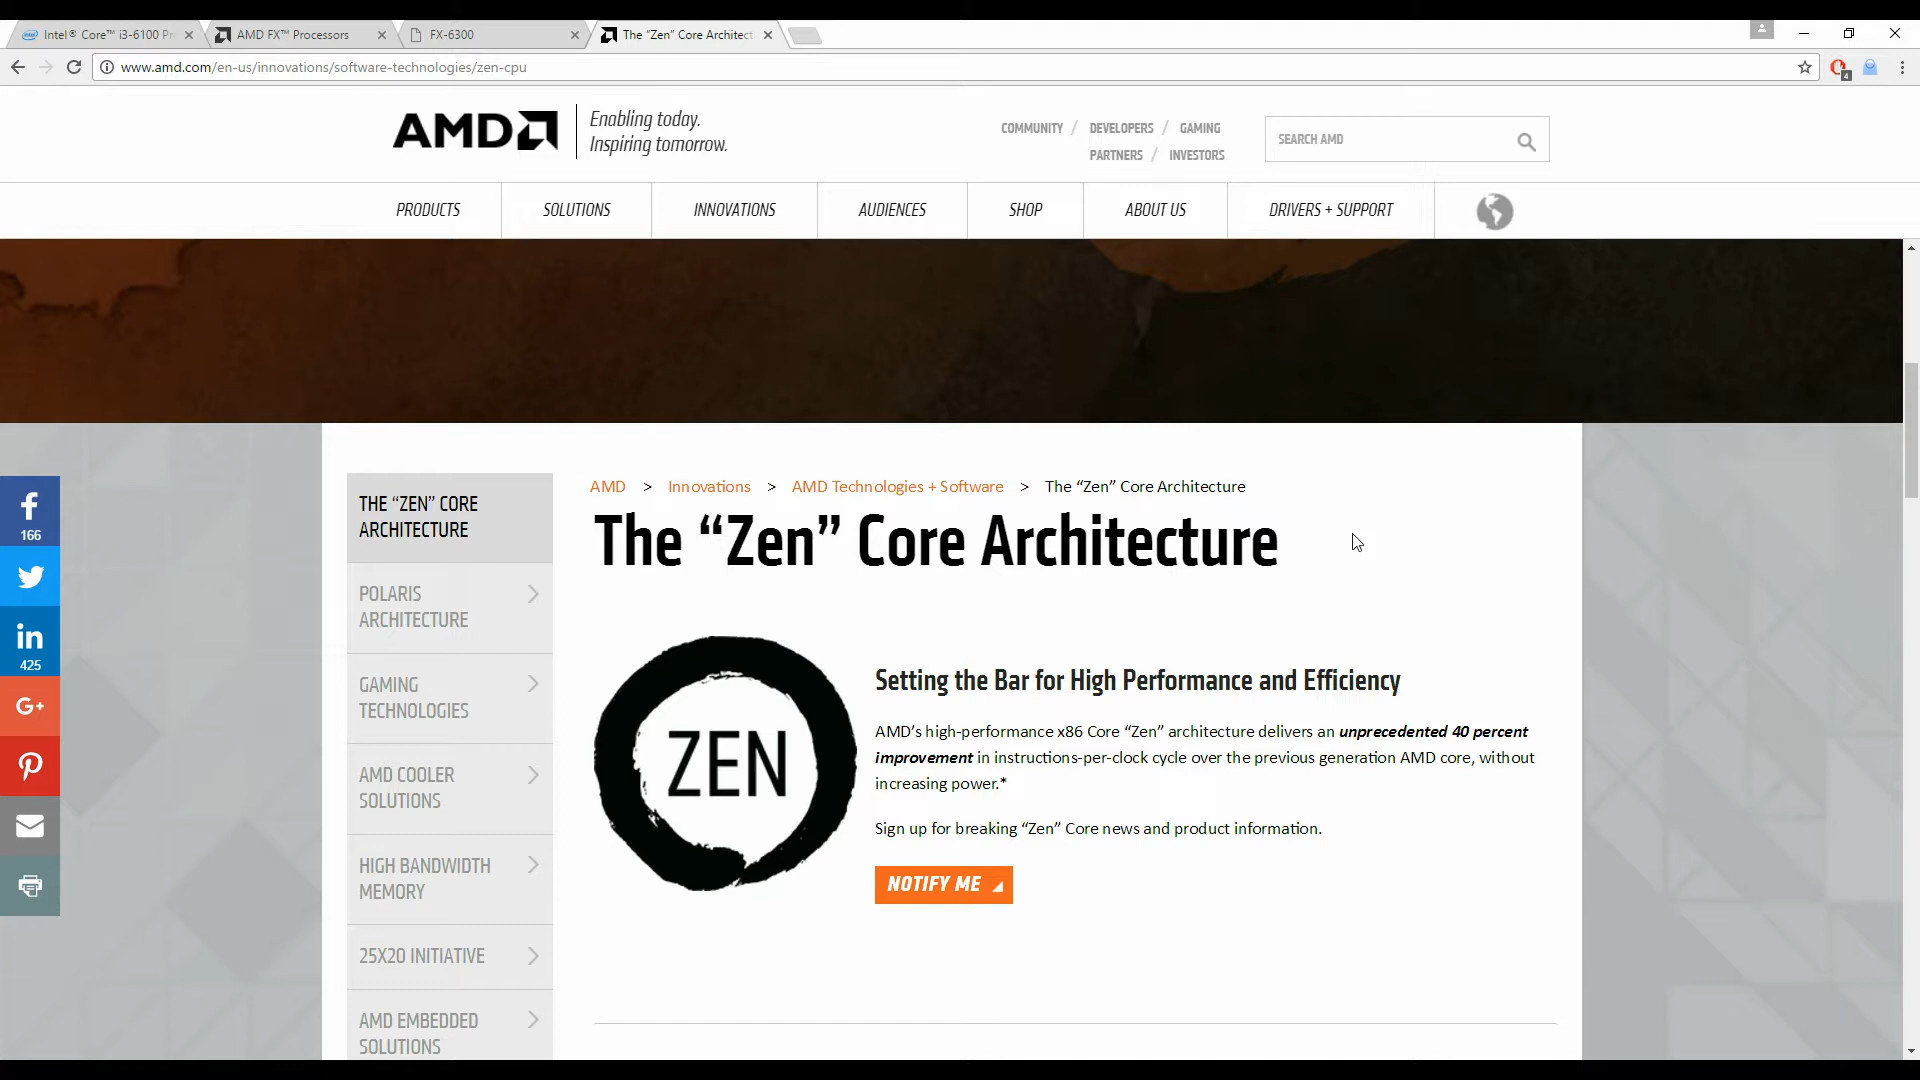 Intel® Core™ i3-6100 Pr
AMD FX™ Processors
FX-6300
The “Zen” Core Architect
www.amd.com/en-us/innovations/software-technologies/zen-cpu
4
AMD
Enabling today.
Inspiring tomorrow.
COMMUNITY / DEVELOPERS / GAMING
PARTNERS / INVESTORS
SEARCH AMD
PRODUCTS
SOLUTIONS
INNOVATIONS
AUDIENCES
SHOP
ABOUT US
DRIVERS + SUPPORT
166
in
425
G+
THE “ZEN” CORE
ARCHITECTURE
POLARIS
ARCHITECTURE
GAMING
TECHNOLOGIES
AMD COOLER
SOLUTIONS
HIGH BANDWIDTH
MEMORY
25X20 INITIATIVE
AMD EMBEDDED
SOLUTIONS
AMD > Innovations > AMD Technologies + Software > The “Zen” Core Architecture
The “Zen” Core Architecture
ZEN
Setting the Bar for High Performance and Efficiency
AMD’s high-performance x86 Core “Zen” architecture delivers an unprecedented 40 percent
improvement in instructions-per-clock cycle over the previous generation AMD core, without
increasing power.*
Sign up for breaking “Zen” Core news and product information.
NOTIFY ME